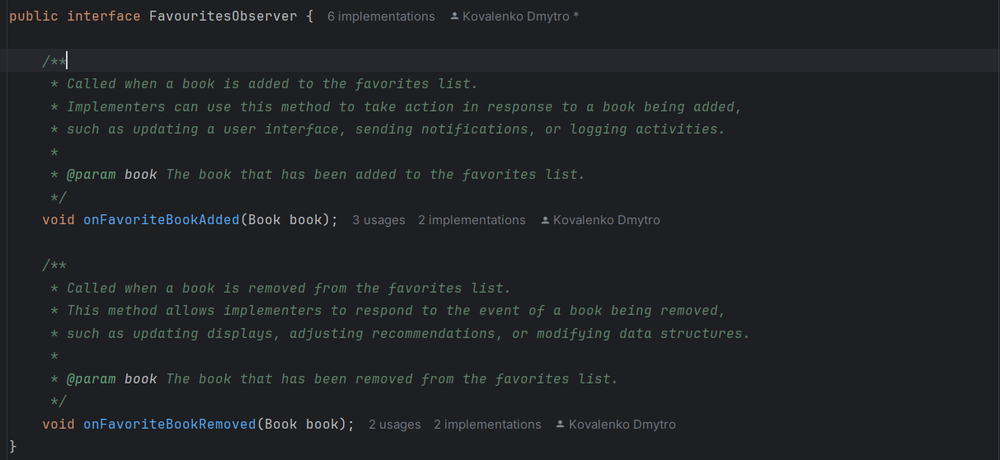 public interface FavouritesObserver {  6 implementations  Kovalenko Dmytro *
/**
* Called when a book is added to the favorites list.
* Implementers can use this method to take action in response to a book being added,
* such as updating a user interface, sending notifications, or logging activities.
*
* @param book The book that has been added to the favorites list.
*/
void onFavoriteBookAdded(Book book);  3 usages  2 implementations  Kovalenko Dmytro
/**
* Called when a book is removed from the favorites list.
* This method allows implementers to respond to the event of a book being removed,
* such as updating displays, adjusting recommendations, or modifying data structures.
*
* @param book The book that has been removed from the favorites list.
*/
void onFavoriteBookRemoved(Book book);  2 usages  2 implementations  Kovalenko Dmytro
}